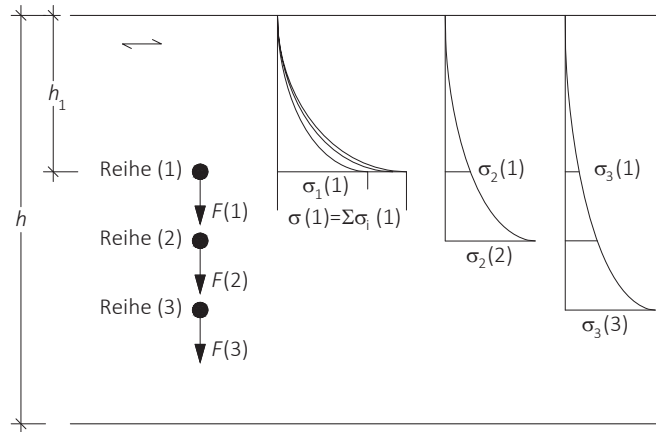 h₁
h
Reihe (1)
F(1)
Reihe (2)
F(2)
Reihe (3)
F(3)
σ₁(1)
σ(1)=Σσᵢ(1)
σ₂(1)
σ₂(2)
σ₃(1)
σ₃(3)